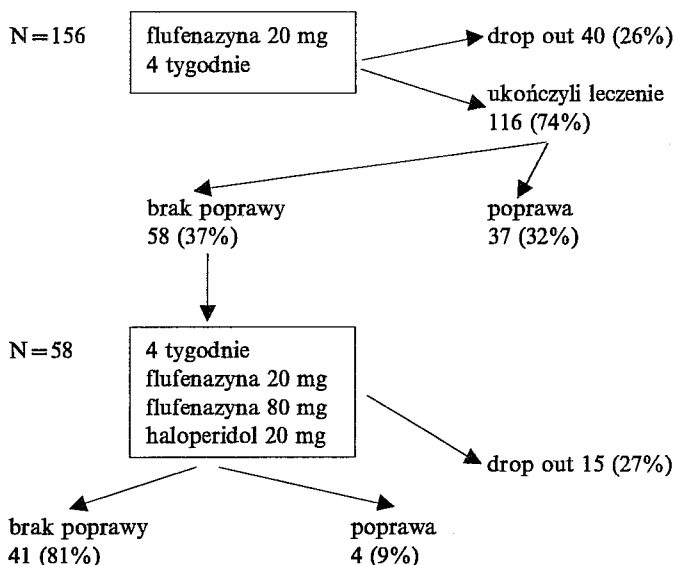 N=156
flufenazyna 20 mg
4 tygodnie
drop out 40 (26%)
ukończyli leczenie
116 (74%)
brak poprawy
58 (37%)
poprawa
37 (32%)
N=58
4 tygodnie
flufenazyna 20 mg
flufenazyna 80 mg
haloperidol 20 mg
drop out 15 (27%)
brak poprawy
41 (81%)
poprawa
4 (9%)